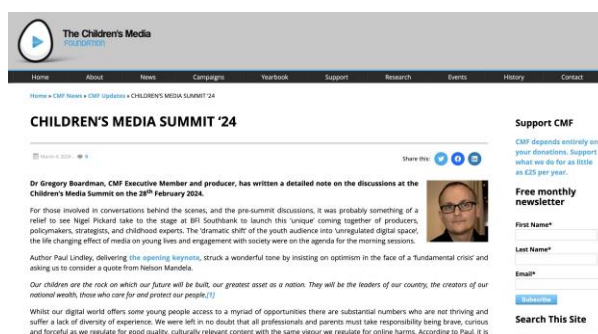 The Children's Media
FOUNDATION
Home About News Campaigns Yearbook Support Research Events History Contact
Home » CMF News » CMF Updates » CHILDREN'S MEDIA SUMMIT '24
CHILDREN'S MEDIA SUMMIT '24
March 4, 2024 0
Share this:
Dr Gregory Boardman, CMF Executive Member and producer, has written a detailed note on the discussions at the
Children's Media Summit on the 28th February 2024.
For those involved in conversations behind the scenes, and the pre-summit discussions, it was probably something of a
relief to see Nigel Pickard take to the stage at BFI Southbank to launch this 'unique' coming together of producers,
policymakers, strategists, and childhood experts. The 'dramatic shift' of the youth audience into 'unregulated digital space',
the life changing effect of media on young lives and engagement with society were on the agenda for the morning sessions.
Author Paul Lindley, delivering the opening keynote, struck a wonderful tone by insisting on optimism in the face of a 'fundamental crisis' and
asking us to consider a quote from Nelson Mandela.
Our children are the rock on which our future will be built, our greatest asset as a nation. They will be the leaders of our country, the creators of our
national wealth, those who care for and protect our people.[1]
Whilst our digital world offers some young people access to a myriad of opportunities there are substantial numbers who are not thriving and
suffer a lack of diversity of experience. We were left in no doubt that all professionals and parents must take responsibility being brave, curious
and forceful as we regulate for good quality, culturally relevant content with the same vigour we regulate for online harms. According to Paul, it is
Support CMF
CMF depends entirely on
your donations. Support
what we do for as little
as £25 per year.
Free monthly
newsletter
First Name*
Last Name*
Email*
Subscribe
Search This Site